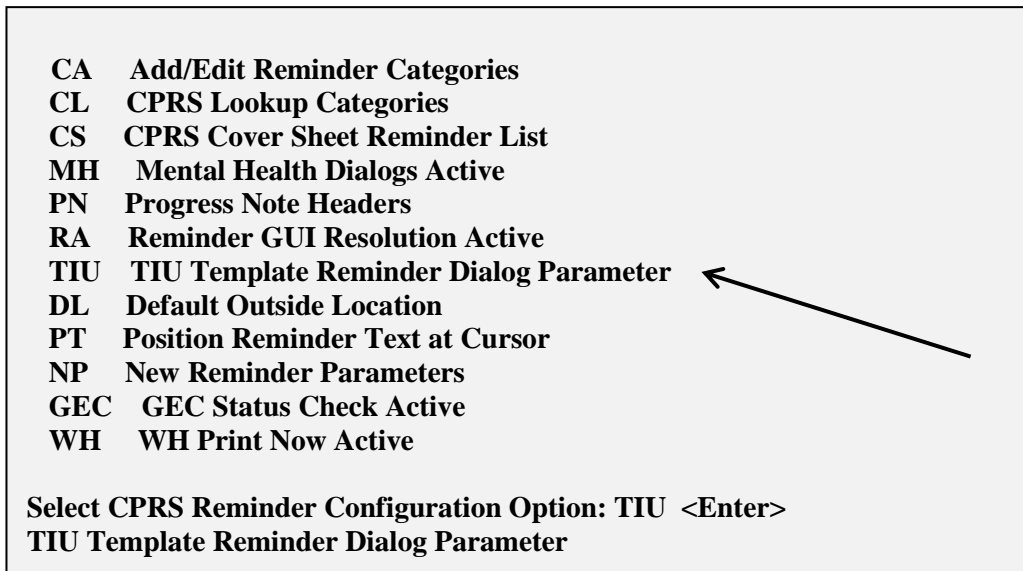 CA Add/Edit Reminder Categories
CL CPRS Lookup Categories
CS CPRS Cover Sheet Reminder List
MH Mental Health Dialogs Active
PN Progress Note Headers
RA Reminder GUI Resolution Active
TIU TIU Template Reminder Dialog Parameter
DL Default Outside Location
PT Position Reminder Text at Cursor
NP New Reminder Parameters
GEC GEC Status Check Active
WH WH Print Now Active
Select CPRS Reminder Configuration Option: TIU <Enter>
TIU Template Reminder Dialog Parameter